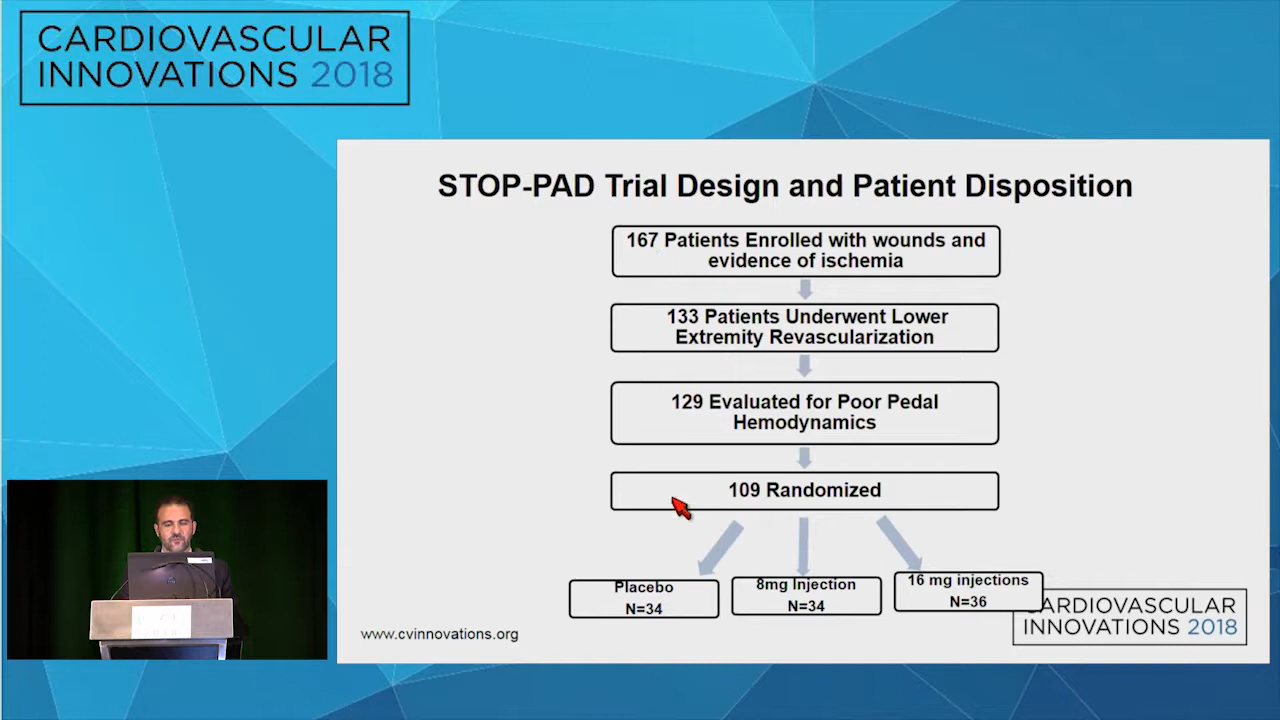 CARDIOVASCULAR
INNOVATIONS 2018
STOP-PAD Trial Design and Patient Disposition
167 Patients Enrolled with wounds and
evidence of ischemia
133 Patients Underwent Lower
Extremity Revascularization
129 Evaluated for Poor Pedal
Hemodynamics
109 Randomized
Placebo
N=34
8mg Injection
N=34
16 mg injections
N=36
www.cvinnovations.org
CARDIOVASCULAR
INNOVATIONS 2018